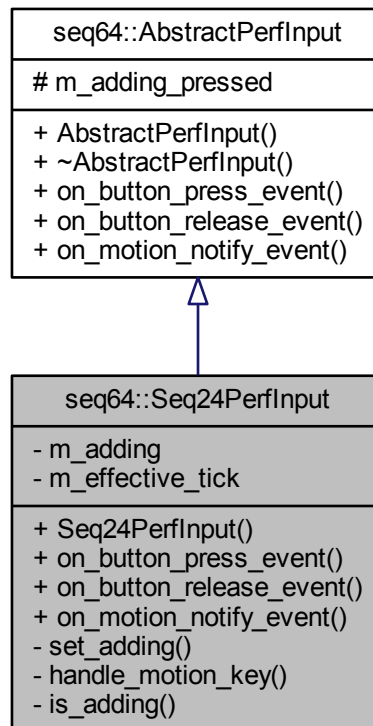 seq64::AbstractPerfInput
# m_adding_pressed
+ AbstractPerfInput()
+ ~AbstractPerfInput()
+ on_button_press_event()
+ on_button_release_event()
+ on_motion_notify_event()
seq64::Seq24PerfInput
- m_adding
- m_effective_tick
+ Seq24PerfInput()
+ on_button_press_event()
+ on_button_release_event()
+ on_motion_notify_event()
- set_adding()
- handle_motion_key()
- is_adding()